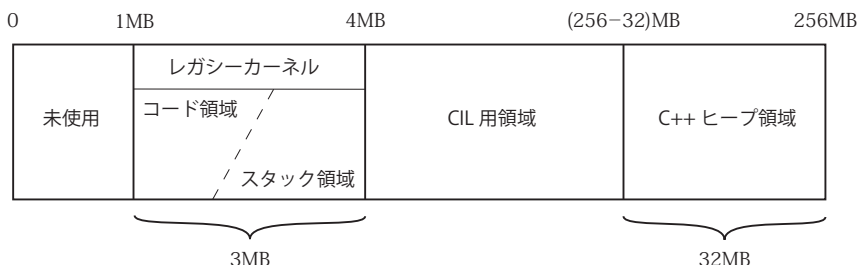 0
1MB
4MB
(256−32)MB
256MB
未使用
レガシーカーネル
コード領域
スタック領域
CIL 用領域
C++ ヒープ領域
3MB
32MB